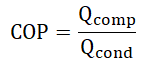 COP = Q_comp / Q_cond